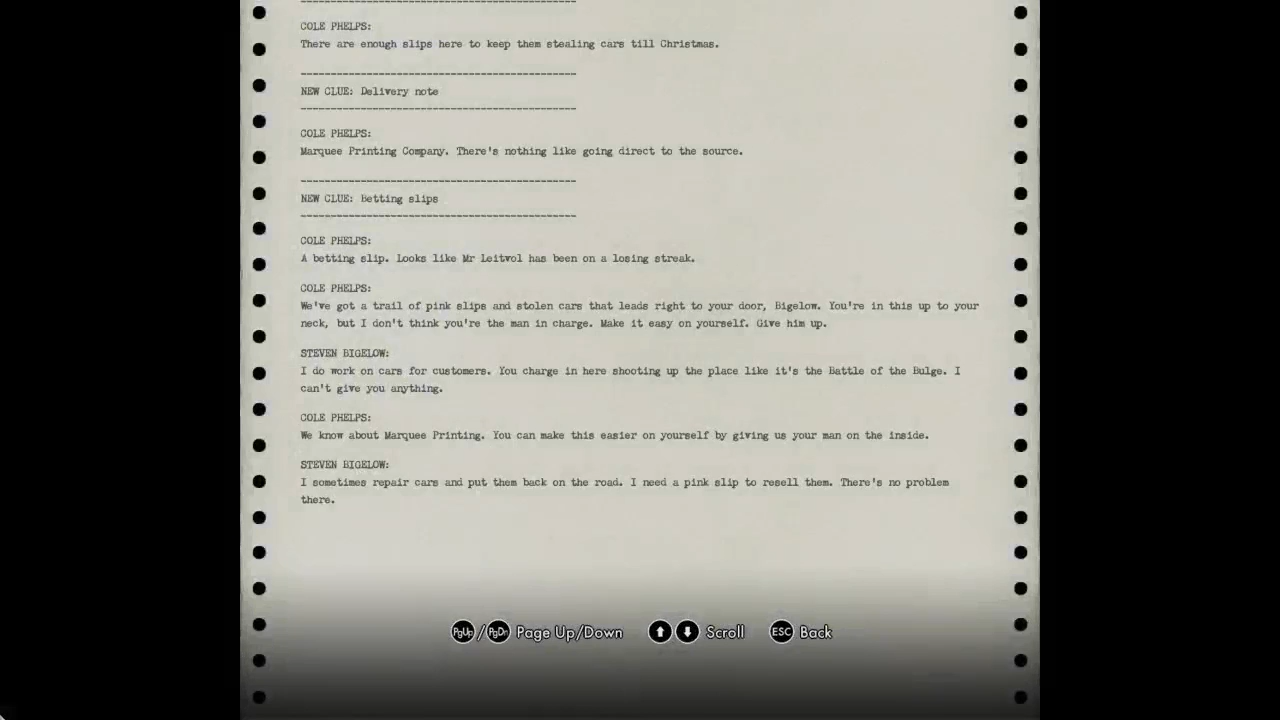 ------------------------------------------------
COLE PHELPS:
There are enough slips here to keep them stealing cars till Christmas.
------------------------------------------------
NEW CLUE: Delivery note
------------------------------------------------
COLE PHELPS:
Marquee Printing Company. There's nothing like going direct to the source.
------------------------------------------------
NEW CLUE: Betting slips
------------------------------------------------
COLE PHELPS:
A betting slip. Looks like Mr Leitvol has been on a losing streak.
COLE PHELPS:
We've got a trail of pink slips and stolen cars that leads right to your door, Bigelow. You're in this up to your
neck, but I don't think you're the man in charge. Make it easy on yourself. Give him up.
STEVEN BIGELOW:
I do work on cars for customers. You charge in here shooting up the place like it's the Battle of the Bulge. I
can't give you anything.
COLE PHELPS:
We know about Marquee Printing. You can make this easier on yourself by giving us your man on the inside.
STEVEN BIGELOW:
I sometimes repair cars and put them back on the road. I need a pink slip to resell them. There's no problem
there.
PgUp/PgDn Page Up/Down Scroll ESC Back